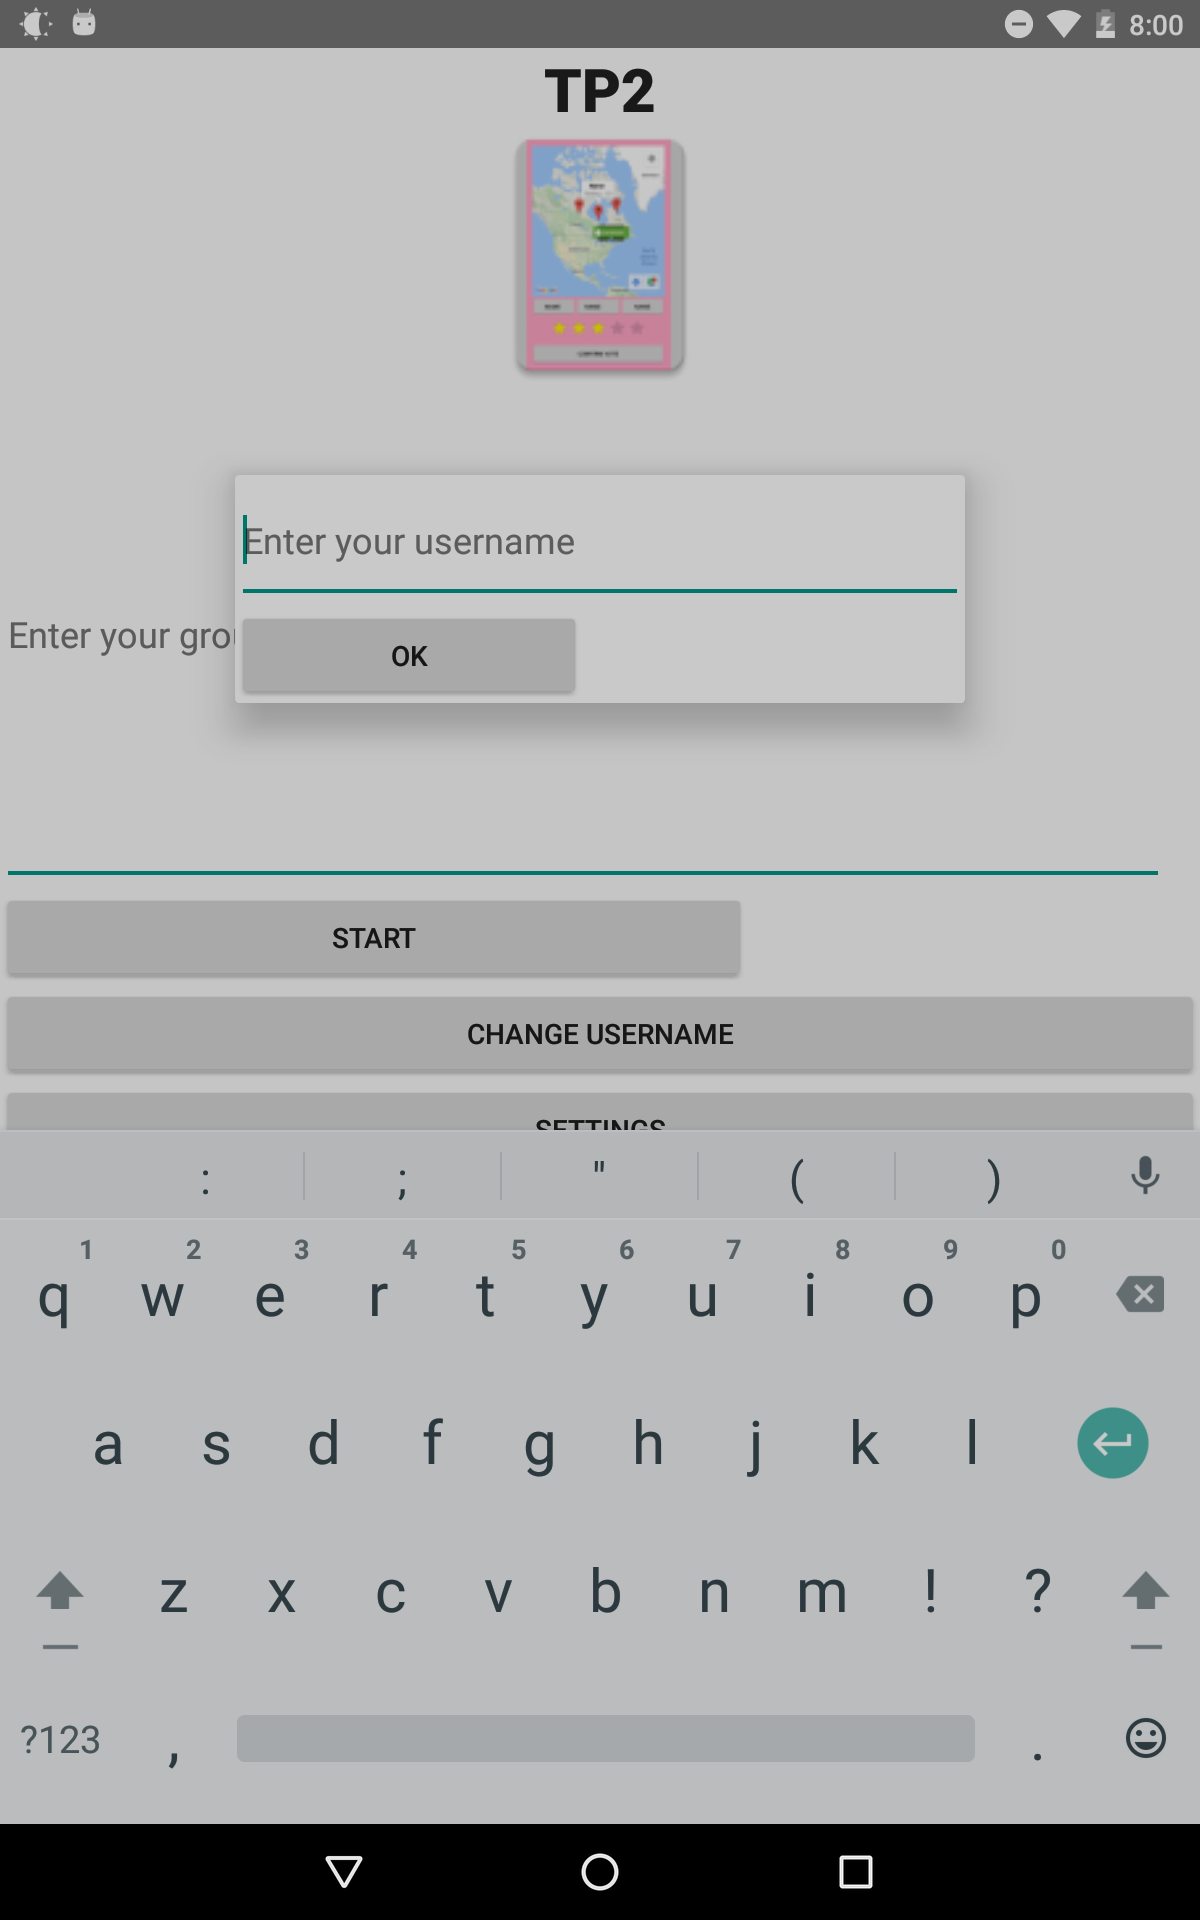 8:00
TP2
Enter your username
Enter your gro
OK
START
CHANGE USERNAME
SETTINGS
: ; " ( )
1 2 3 4 5 6 7 8 9 0
q w e r t y u i o p
a s d f g h j k l
z x c v b n m ! ?
?123 , .